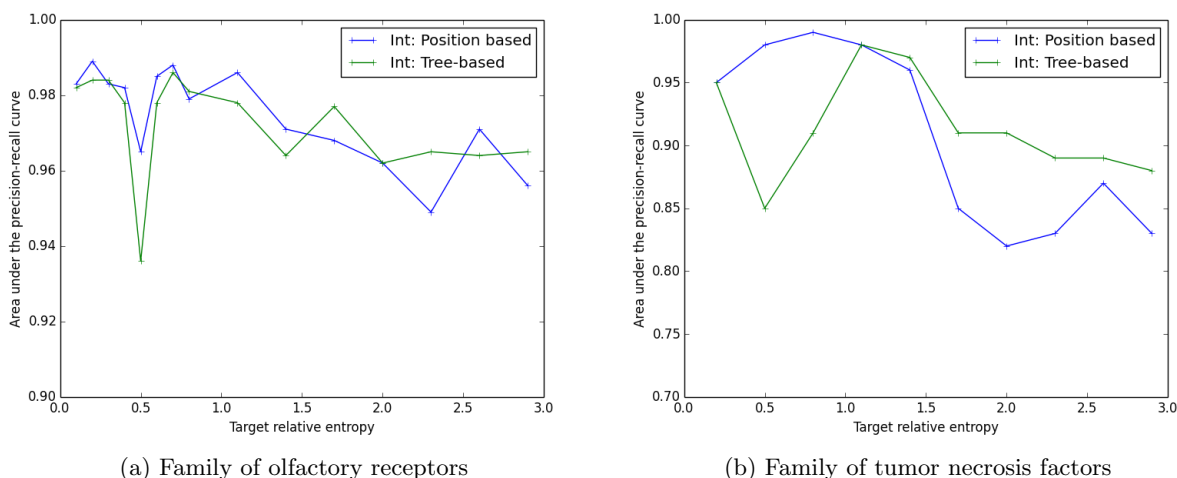 1.00
0.98
0.96
0.94
0.92
0.90
Area under the precision-recall curve
Int: Position based
Int: Tree-based
0.0 0.5 1.0 1.5 2.0 2.5 3.0
Target relative entropy
(a) Family of olfactory receptors
1.00
0.95
0.90
0.85
0.80
0.75
0.70
Area under the precision-recall curve
Int: Position based
Int: Tree-based
0.0 0.5 1.0 1.5 2.0 2.5 3.0
Target relative entropy
(b) Family of tumor necrosis factors